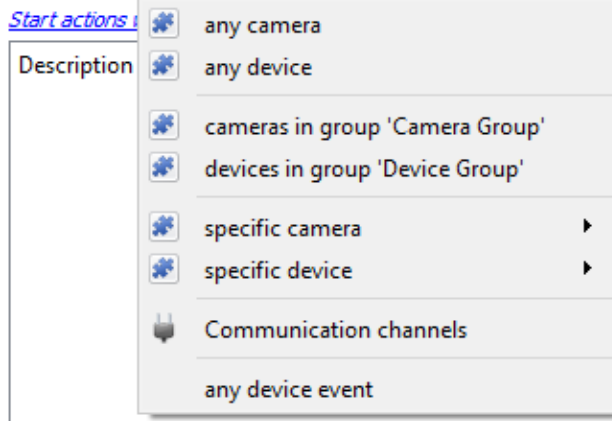 Start actions
any camera
Description
any device
cameras in group 'Camera Group'
devices in group 'Device Group'
specific camera
specific device
Communication channels
any device event